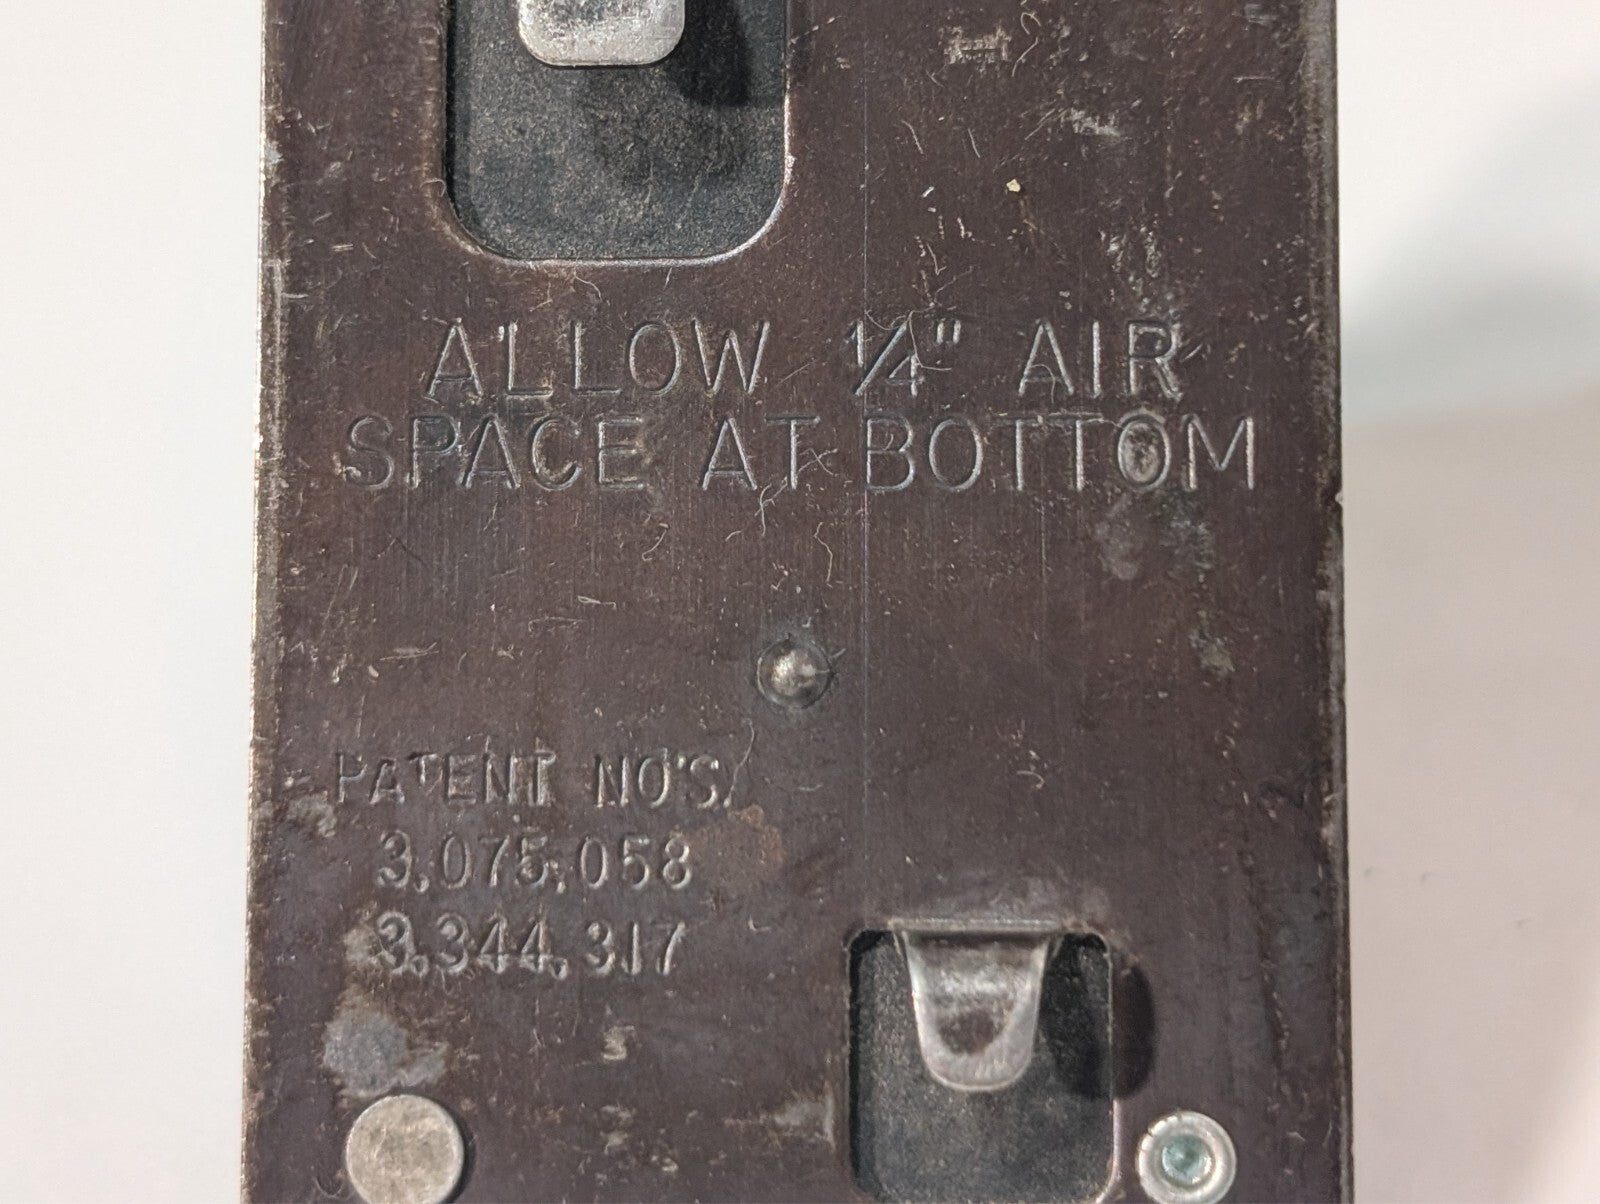 ALLOW ¼" AIR
SPACE AT BOTTOM
PATENT NO'S.
3,075,058
3,344,317
s